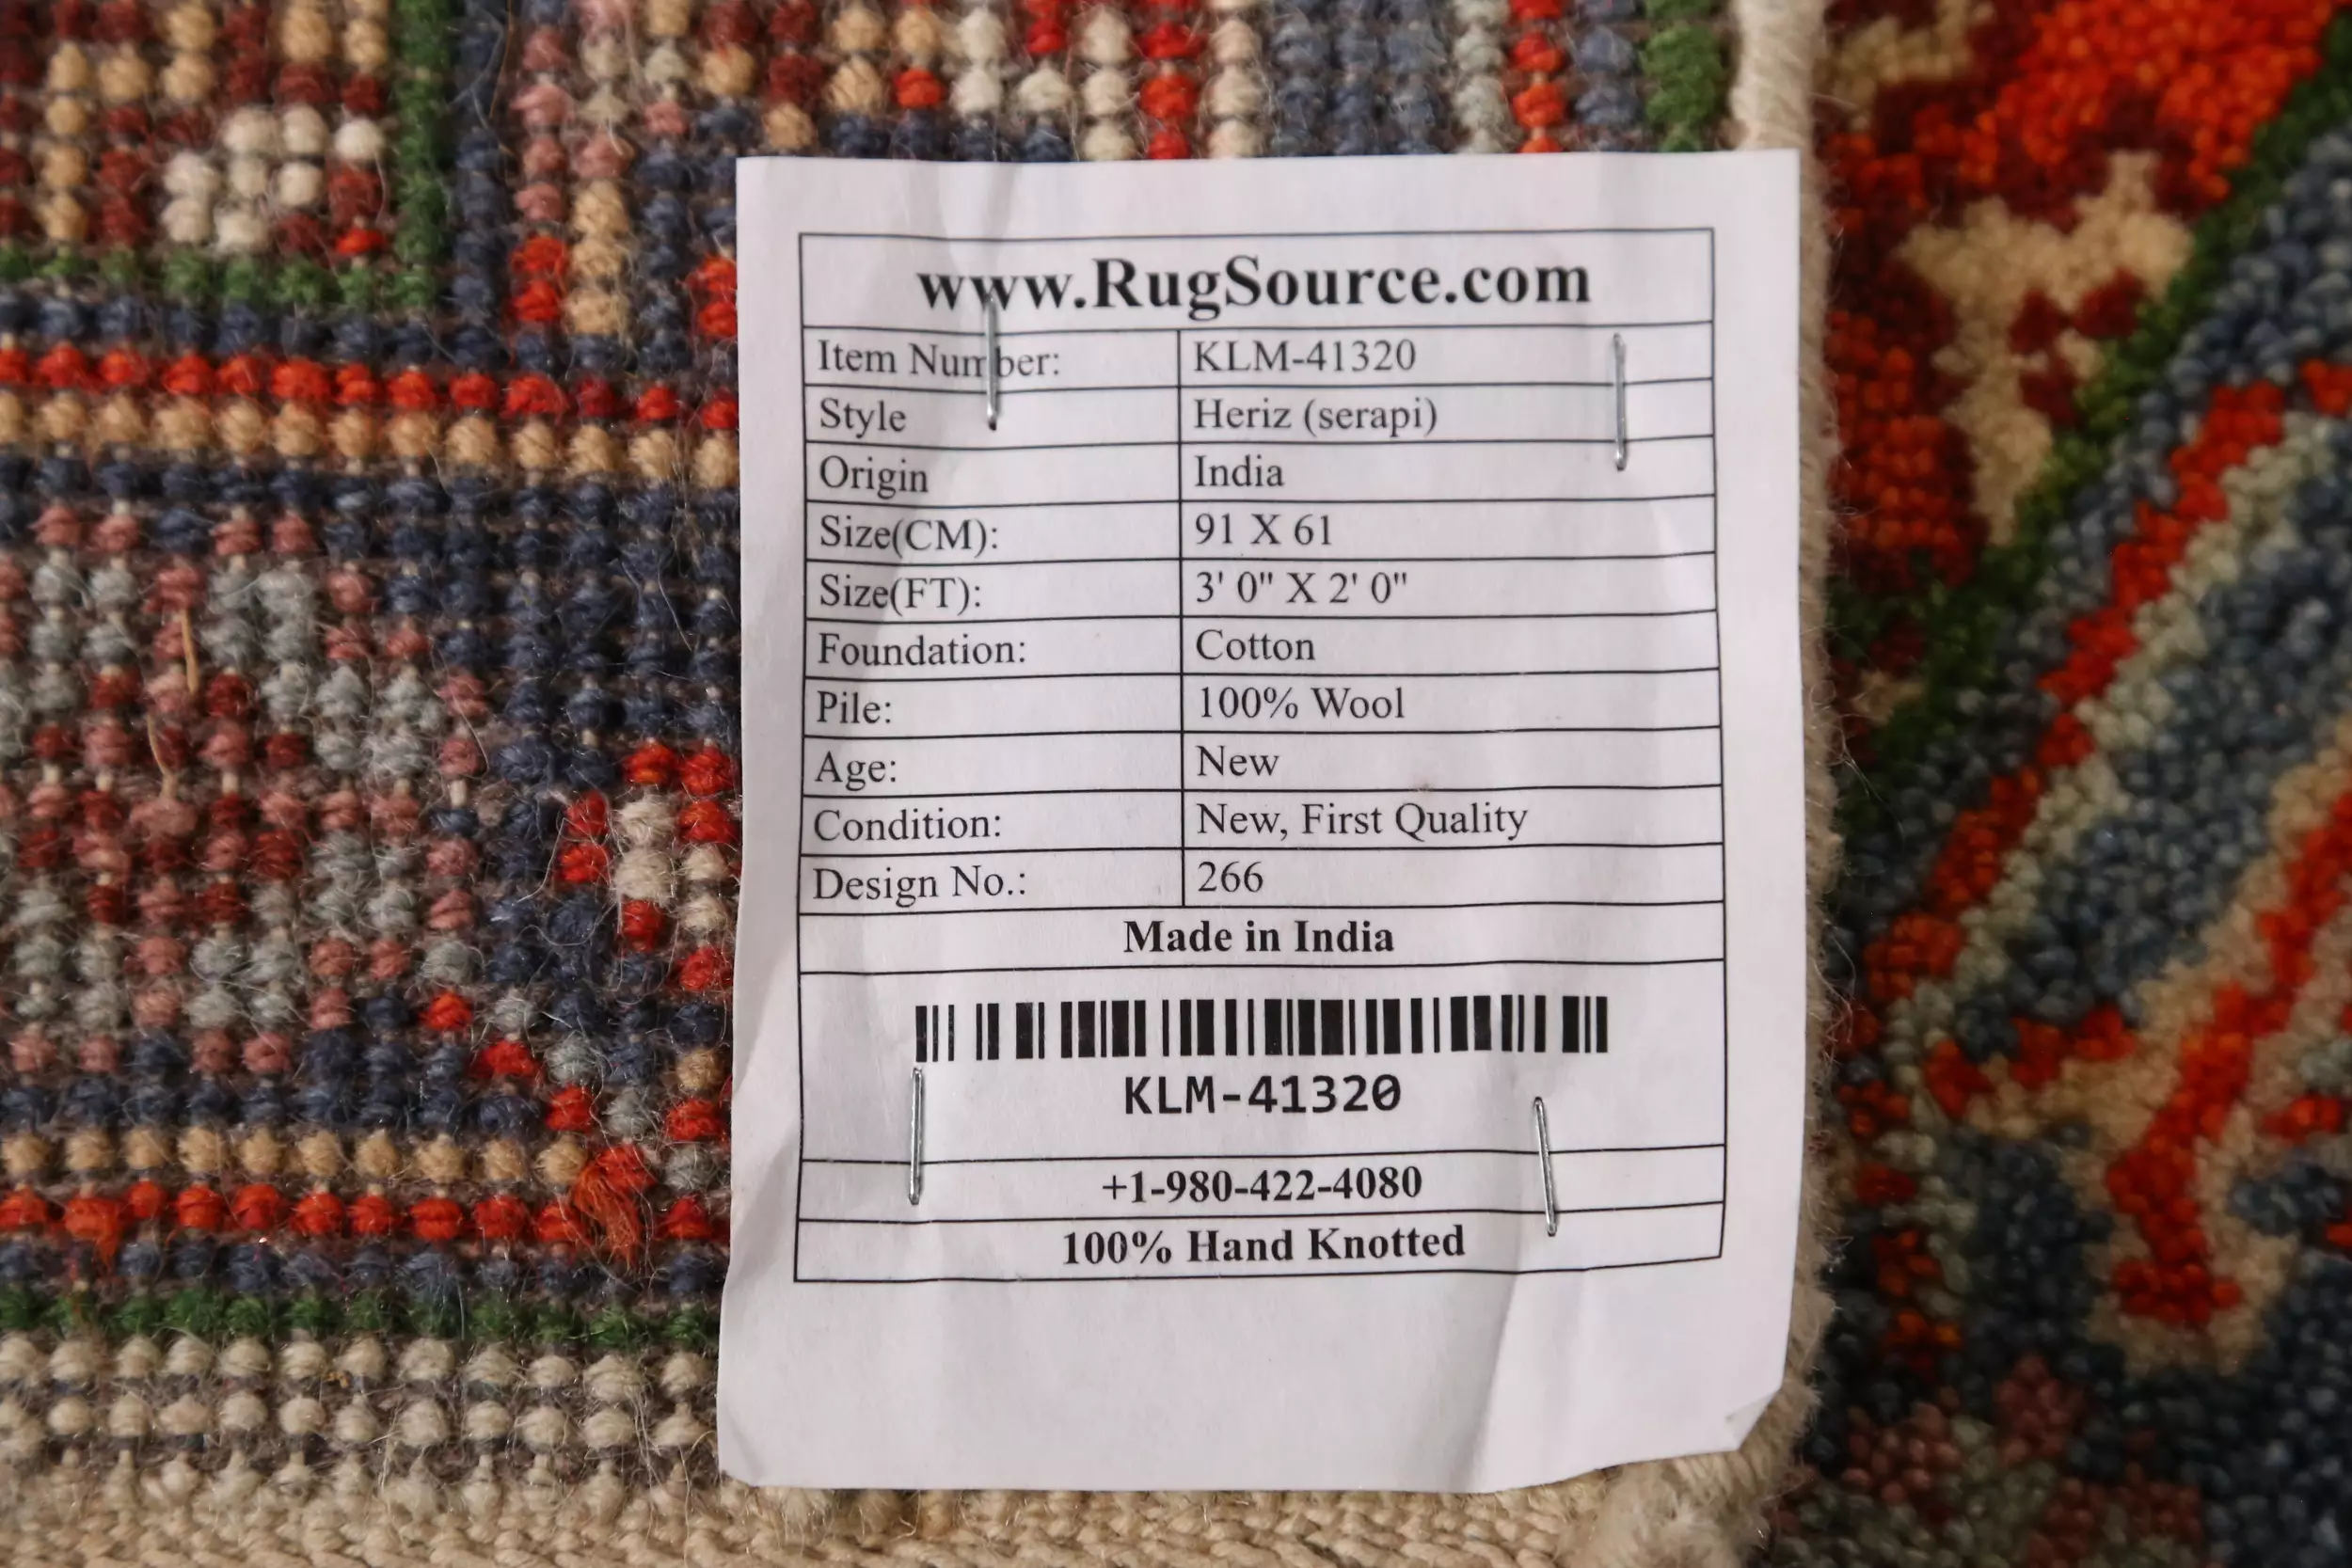 www.RugSource.com
Item Number: KLM-41320
Style Heriz (serapi)
Origin India
Size(CM): 91 X 61
Size(FT): 3' 0" X 2' 0"
Foundation: Cotton
Pile: 100% Wool
Age: New
Condition: New, First Quality
Design No.: 266
Made in India
KLM-41320
+1-980-422-4080
100% Hand Knotted